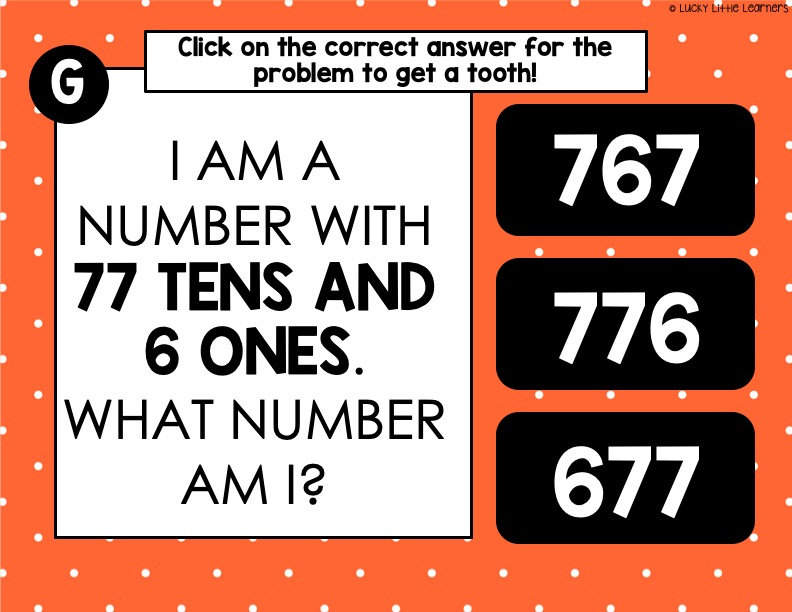 © Lucky Little Learners
Click on the correct answer for the
problem to get a tooth!
G
I AM A
NUMBER WITH
77 TENS AND
6 ONES.
WHAT NUMBER
AM I?
767
776
677